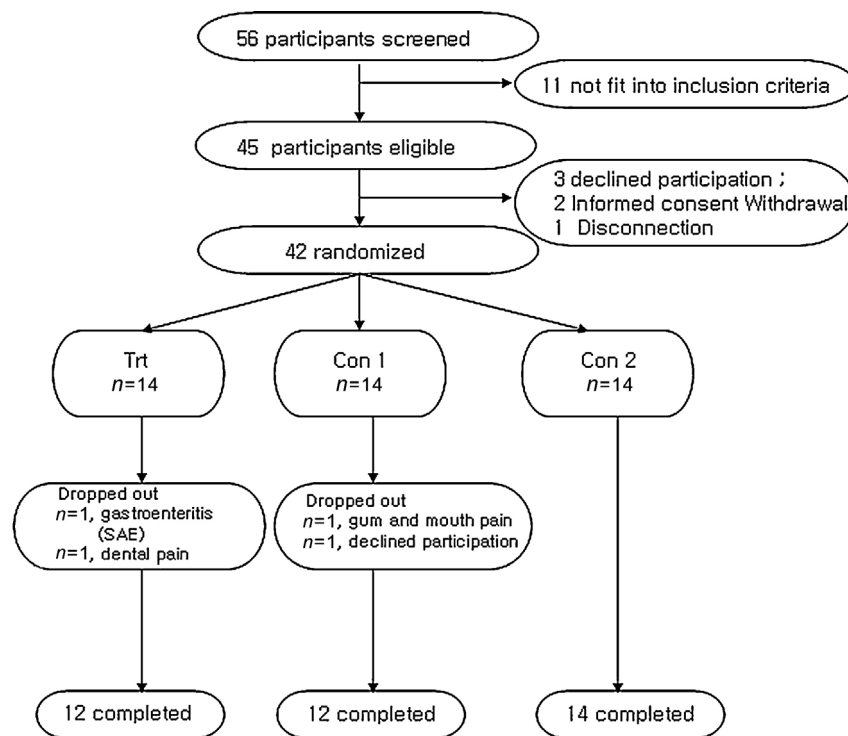 56 participants screened
11 not fit into inclusion criteria
45 participants eligible
3 declined participation ;
2 Informed consent Withdrawal
1 Disconnection
42 randomized
Trt
n=14
Con 1
n=14
Con 2
n=14
Dropped out
n=1, gastroenteritis
(SAE)
n=1, dental pain
Dropped out
n=1, gum and mouth pain
n=1, declined participation
12 completed
12 completed
14 completed